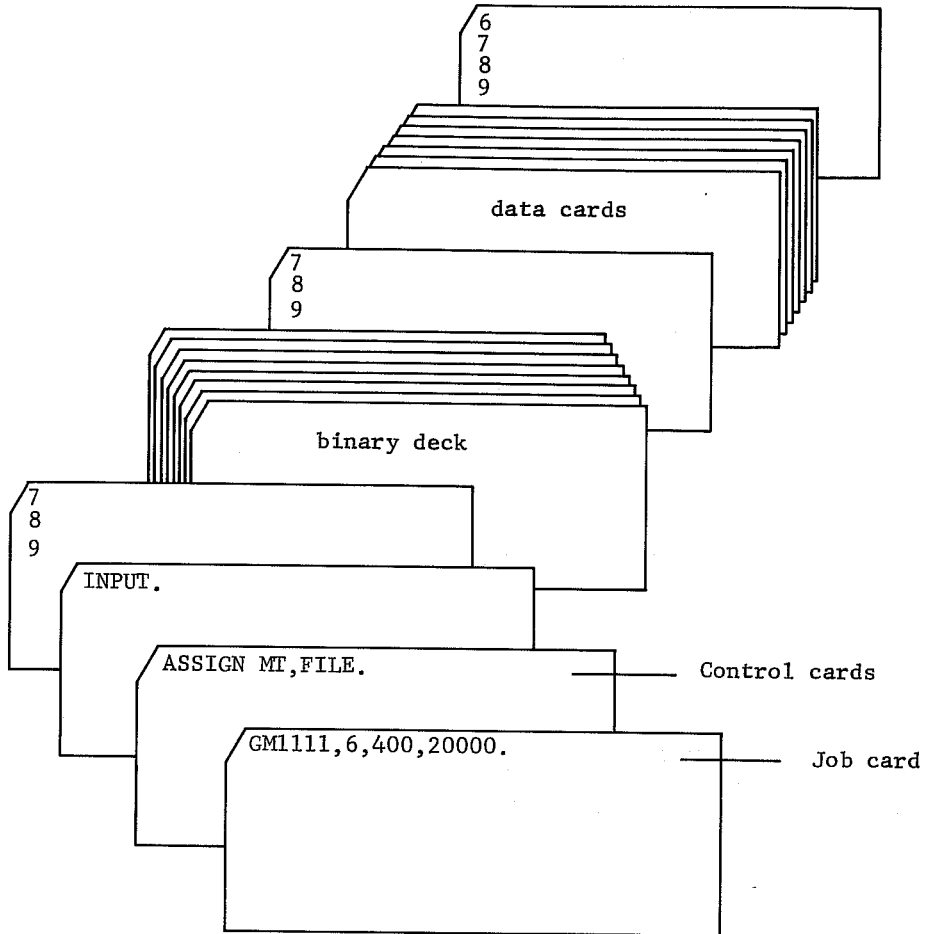 6
7
8
9
data cards
7
8
9
binary deck
7
8
9
INPUT.
ASSIGN MT,FILE.
Control cards
GM1111,6,400,20000.
Job card